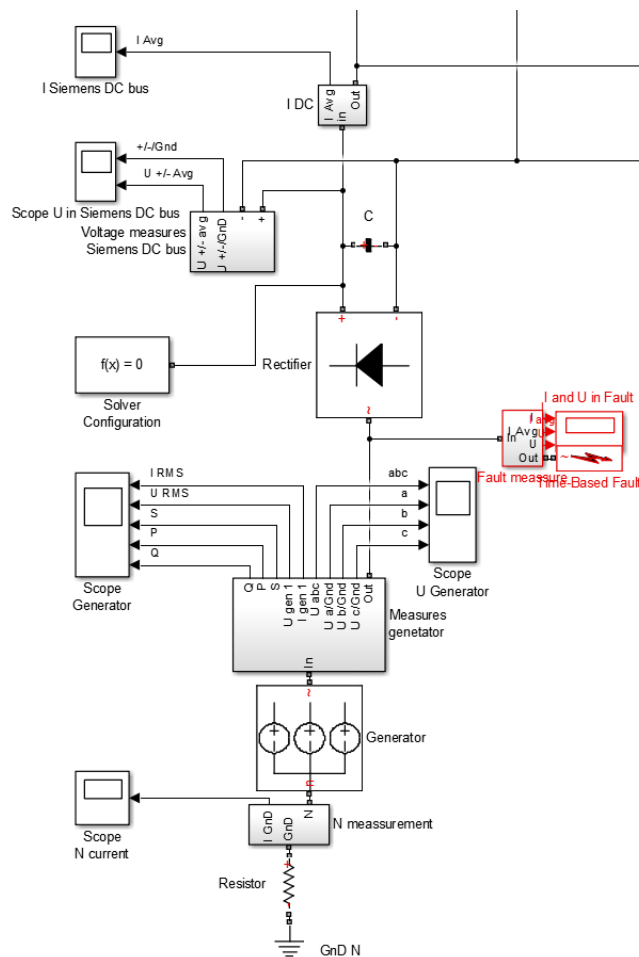 I Avg
I Siemens DC bus
I DC
I Avg
in
Out
+/-/Gnd
U +/- Avg
Scope U in Siemens DC bus
Voltage measures
Siemens DC bus
U +/- avg
U +/-/GnD
-
+
C
+
+
-
Rectifier
~
f(x) = 0
Solver
Configuration
I and U in Fault
I Avg
U
In
Out
~
Fault meassure
Time-Based Fault
I RMS
U RMS
S
P
Q
Scope
Generator
abc
a
b
c
Scope
U Generator
Q
P
S
U gen 1
I gen 1
U abc
U a/Gnd
U b/Gnd
U c/Gnd
Out
In
Measures
genetator
~
Generator
n
N
I GnD
GnD
N meassurement
Scope
N current
Resistor
+
-
GnD N